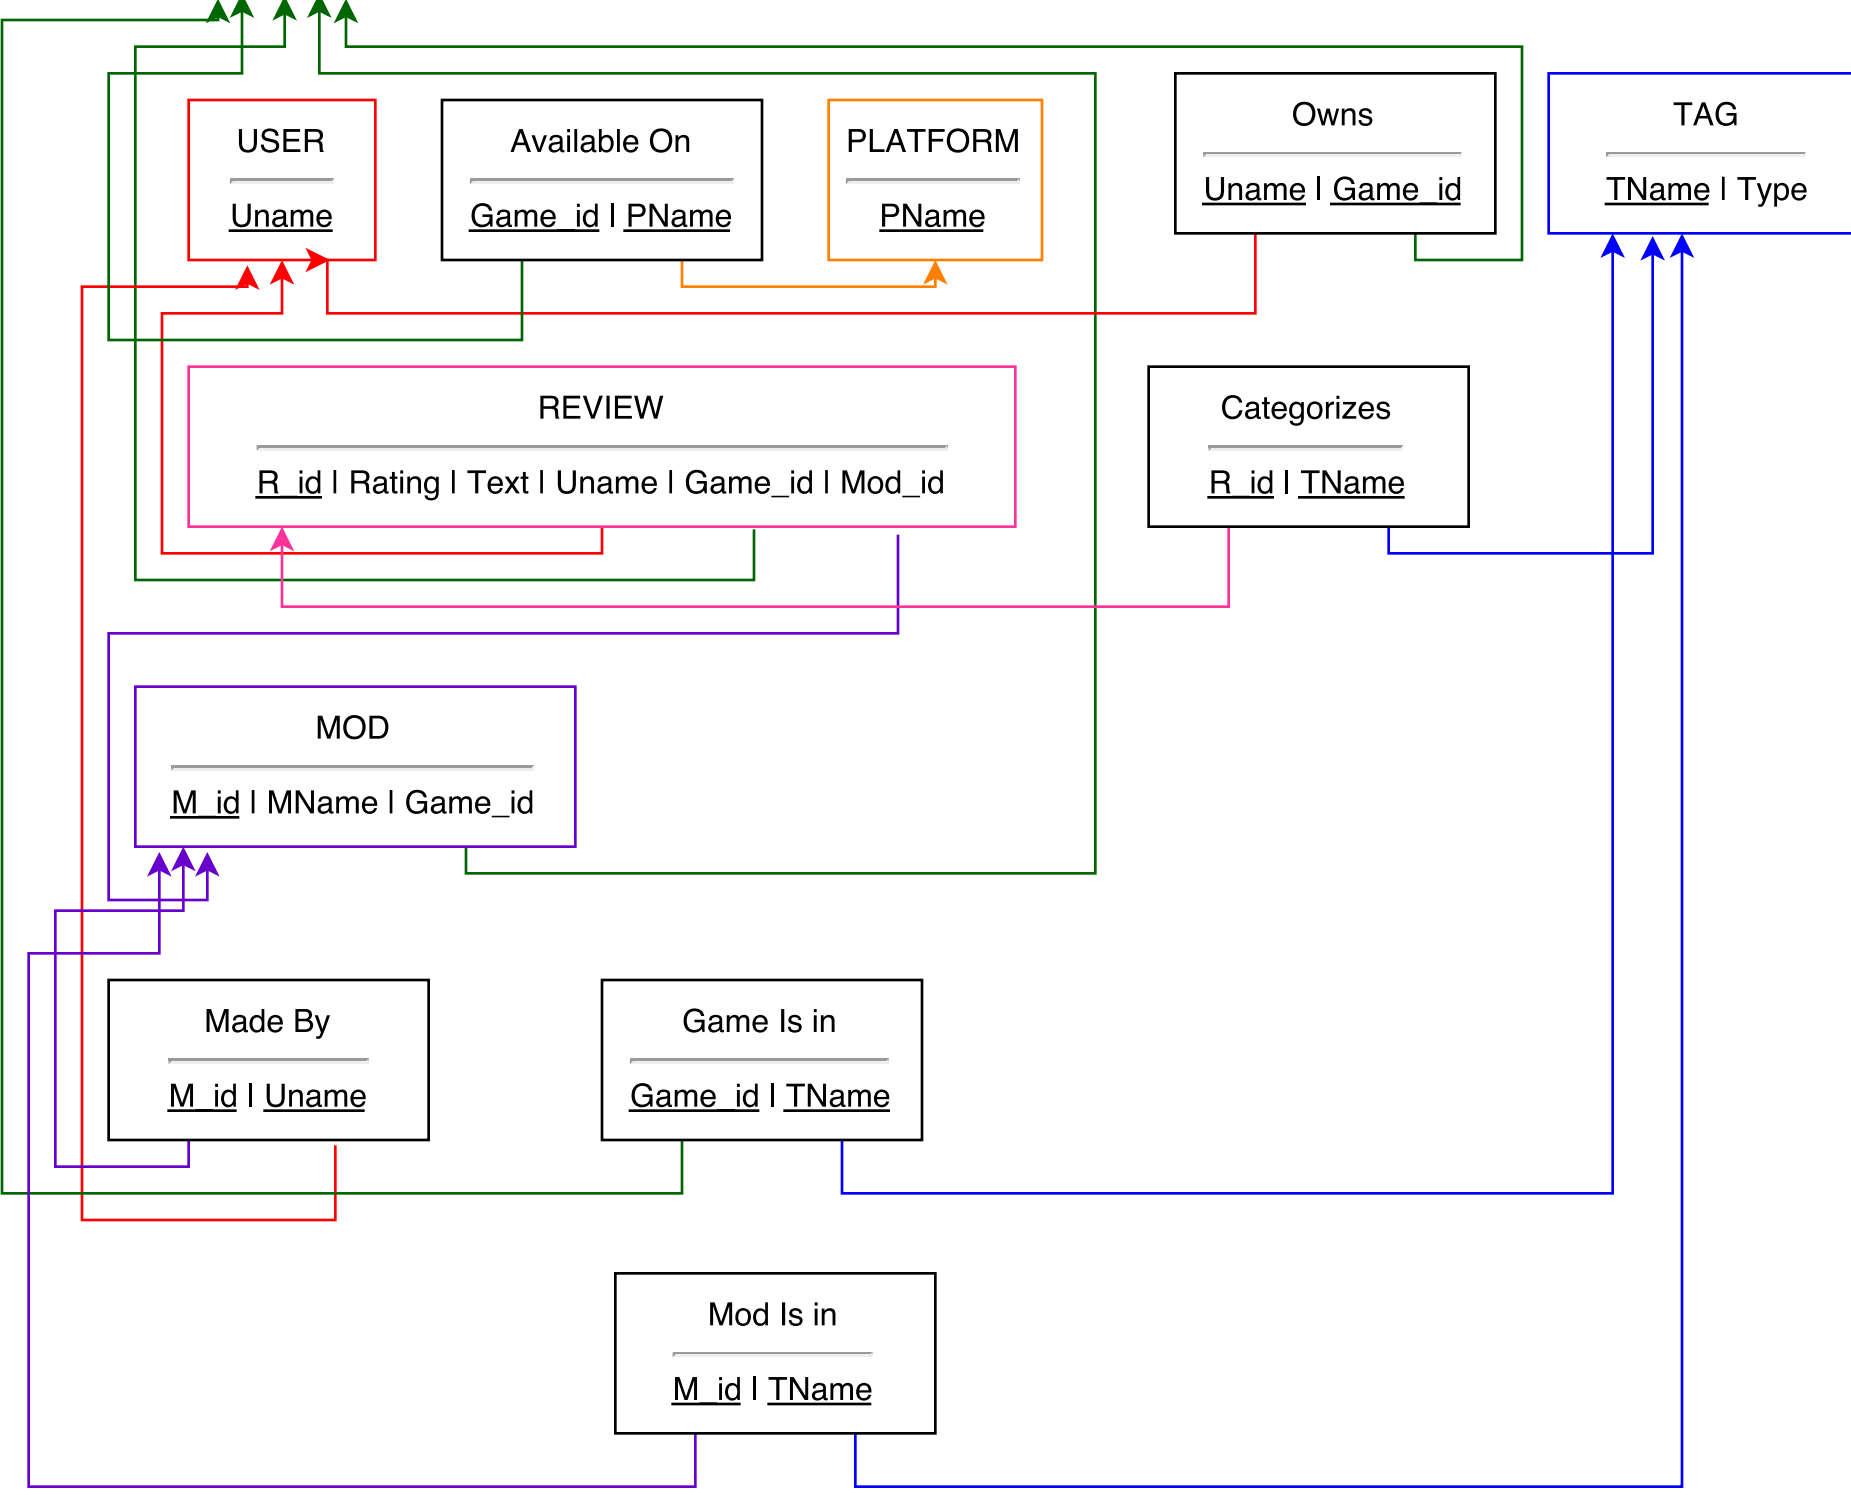 USER
Uname
Available On
Game_id | PName
PLATFORM
PName
Owns
Uname | Game_id
TAG
TName | Type
REVIEW
R_id | Rating | Text | Uname | Game_id | Mod_id
Categorizes
R_id | TName
MOD
M_id | MName | Game_id
Made By
M_id | Uname
Game Is in
Game_id | TName
Mod Is in
M_id | TName